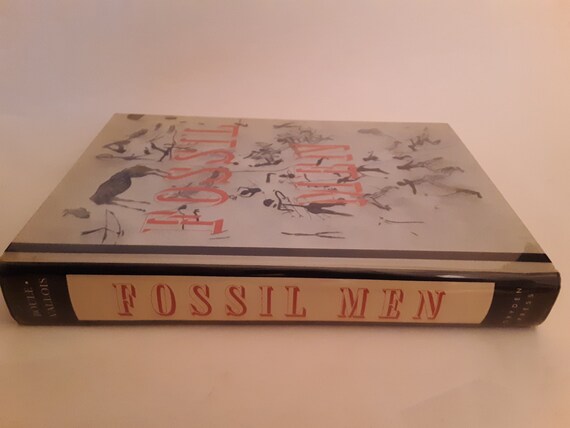 FOSSIL
MEN
BOULE •
VALLOIS
FOSSIL MEN
DRYDEN
PRESS